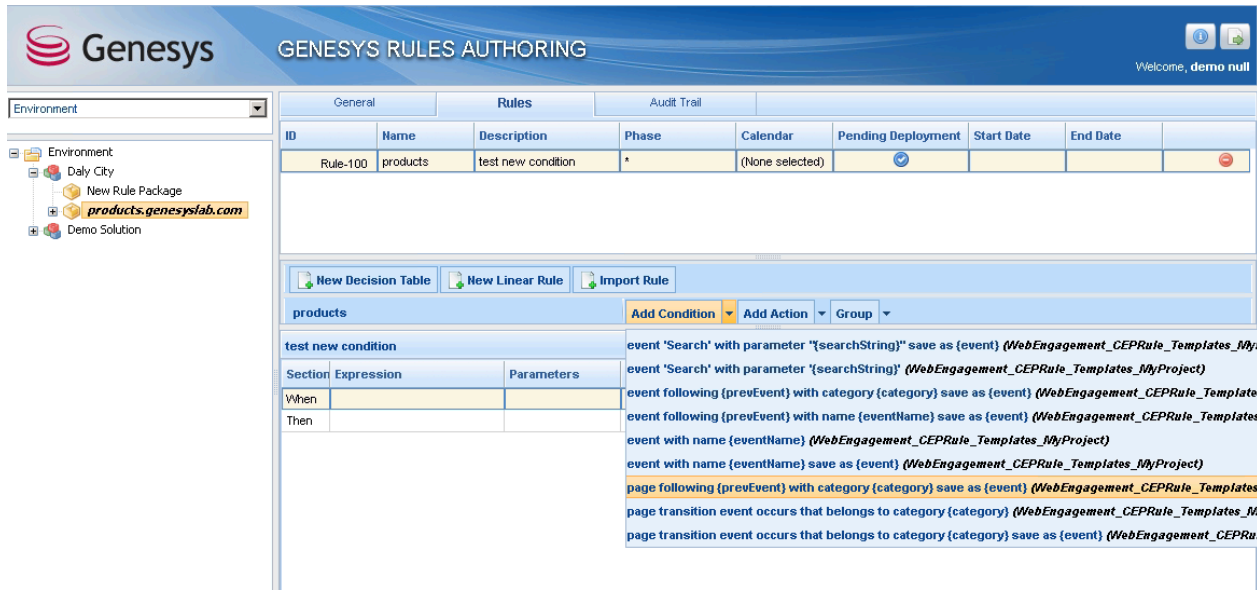 Genesys
GENESYS RULES AUTHORING
Welcome, demo null
Environment
Environment
Daly City
New Rule Package
products.genesyslab.com
Demo Solution
General Rules Audit Trail
ID Name Description Phase Calendar Pending Deployment Start Date End Date
Rule-100 products test new condition * (None selected)
New Decision Table New Linear Rule Import Rule
products Add Condition Add Action Group
test new condition
Section Expression Parameters
When
Then
event 'Search' with parameter "{searchString}" save as {event} (WebEngagement_CEPRule_Templates_My
event 'Search' with parameter '{searchString}' (WebEngagement_CEPRule_Templates_MyProject)
event following {prevEvent} with category {category} save as {event} (WebEngagement_CEPRule_Template
event following {prevEvent} with name {eventName} save as {event} (WebEngagement_CEPRule_Templates
event with name {eventName} (WebEngagement_CEPRule_Templates_MyProject)
event with name {eventName} save as {event} (WebEngagement_CEPRule_Templates_MyProject)
page following {prevEvent} with category {category} save as {event} (WebEngagement_CEPRule_Templates
page transition event occurs that belongs to category {category} (WebEngagement_CEPRule_Templates_M
page transition event occurs that belongs to category {category} save as {event} (WebEngagement_CEPRu